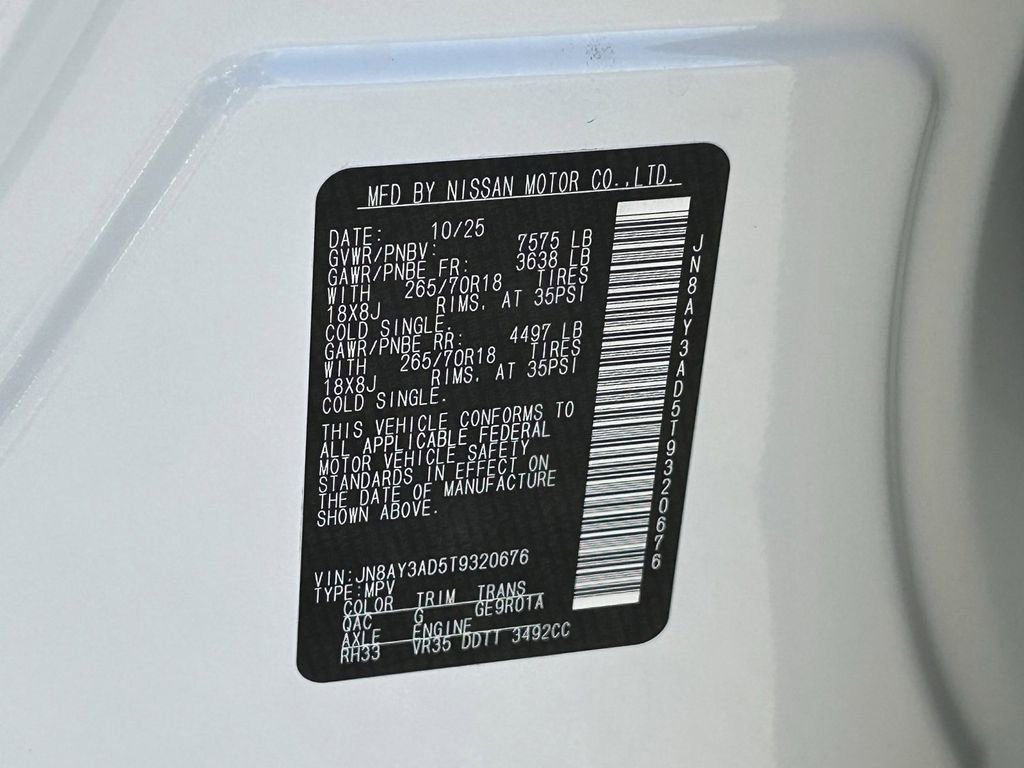 MFD BY NISSAN MOTOR CO.,LTD.
DATE: 10/25
GVWR/PNBV: 7575 LB
GAWR/PNBE FR: 3638 LB
WITH 265/70R18 TIRES
18X8J RIMS, AT 35PSI
COLD SINGLE.
GAWR/PNBE RR: 4497 LB
WITH 265/70R18 TIRES
18X8J RIMS, AT 35PSI
COLD SINGLE.
THIS VEHICLE CONFORMS TO
ALL APPLICABLE FEDERAL
MOTOR VEHICLE SAFETY
STANDARDS IN EFFECT ON
THE DATE OF MANUFACTURE
SHOWN ABOVE.
VIN:JN8AY3AD5T9320676
TYPE:MPV
COLOR TRIM TRANS
QAC G GE9R01A
AXLE ENGINE
RH33 VR35 DDTT 3492CC
JN8AY3AD5T9320676